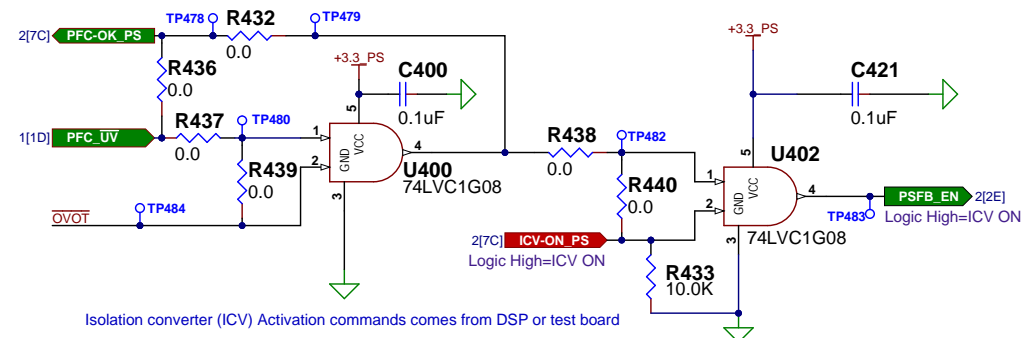 TP478 R432 TP479
2[7C] PFC-OK_PS
0.0
+3.3_PS
+3.3_PS
R436
0.0
C400
0.1uF
C421
0.1uF
1[1D] PFC_UV
R437
0.0
TP480
5
1
2
VCC
GND
4
3
U400
74LVC1G08
R439
0.0
OVOT
TP484
R438
0.0
TP482
R440
0.0
5
1
2
VCC
GND
4
3
U402
74LVC1G08
TP483
PSFB_EN 2[2E]
Logic High=ICV ON
2[7C] ICV-ON_PS
Logic High=ICV ON
R433
10.0K
Isolation converter (ICV) Activation commands comes from DSP or test board